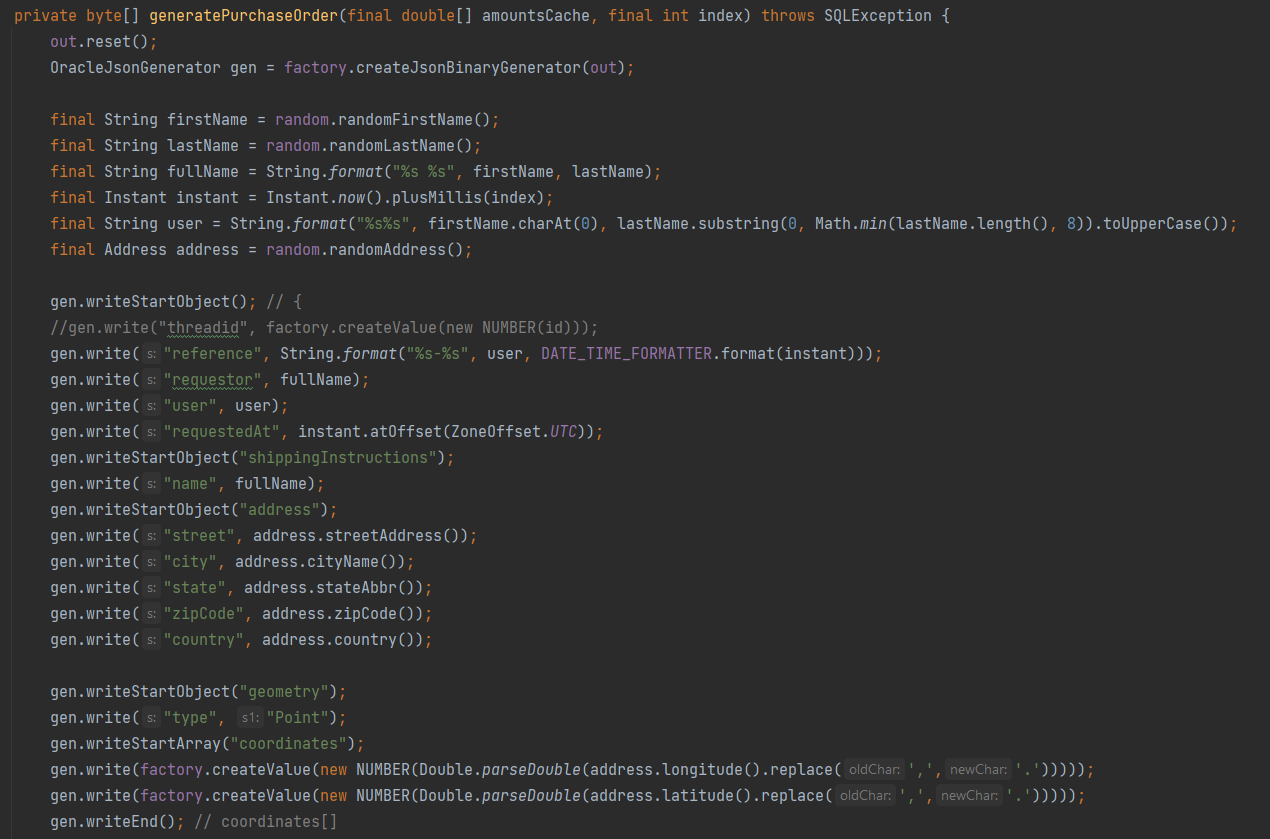 private byte[] generatePurchaseOrder(final double[] amountsCache, final int index) throws SQLException {
out.reset();
OracleJsonGenerator gen = factory.createJsonBinaryGenerator(out);
final String firstName = random.randomFirstName();
final String lastName = random.randomLastName();
final String fullName = String.format("%s %s", firstName, lastName);
final Instant instant = Instant.now().plusMillis(index);
final String user = String.format("%s%s", firstName.charAt(0), lastName.substring(0, Math.min(lastName.length(), 8)).toUpperCase());
final Address address = random.randomAddress();
gen.writeStartObject(); // {
//gen.write("threadid", factory.createValue(new NUMBER(id)));
gen.write( s: "reference", String.format("%s-%s", user, DATE_TIME_FORMATTER.format(instant)));
gen.write( s: "requestor", fullName);
gen.write( s: "user", user);
gen.write( s: "requestedAt", instant.atOffset(ZoneOffset.UTC));
gen.writeStartObject("shippingInstructions");
gen.write( s: "name", fullName);
gen.writeStartObject("address");
gen.write( s: "street", address.streetAddress());
gen.write( s: "city", address.cityName());
gen.write( s: "state", address.stateAbbr());
gen.write( s: "zipCode", address.zipCode());
gen.write( s: "country", address.country());
gen.writeStartObject("geometry");
gen.write( s: "type", s1: "Point");
gen.writeStartArray("coordinates");
gen.write(factory.createValue(new NUMBER(Double.parseDouble(address.longitude().replace( oldChar: ',', newChar: '.')))));
gen.write(factory.createValue(new NUMBER(Double.parseDouble(address.latitude().replace( oldChar: ',', newChar: '.')))));
gen.writeEnd(); // coordinates[]